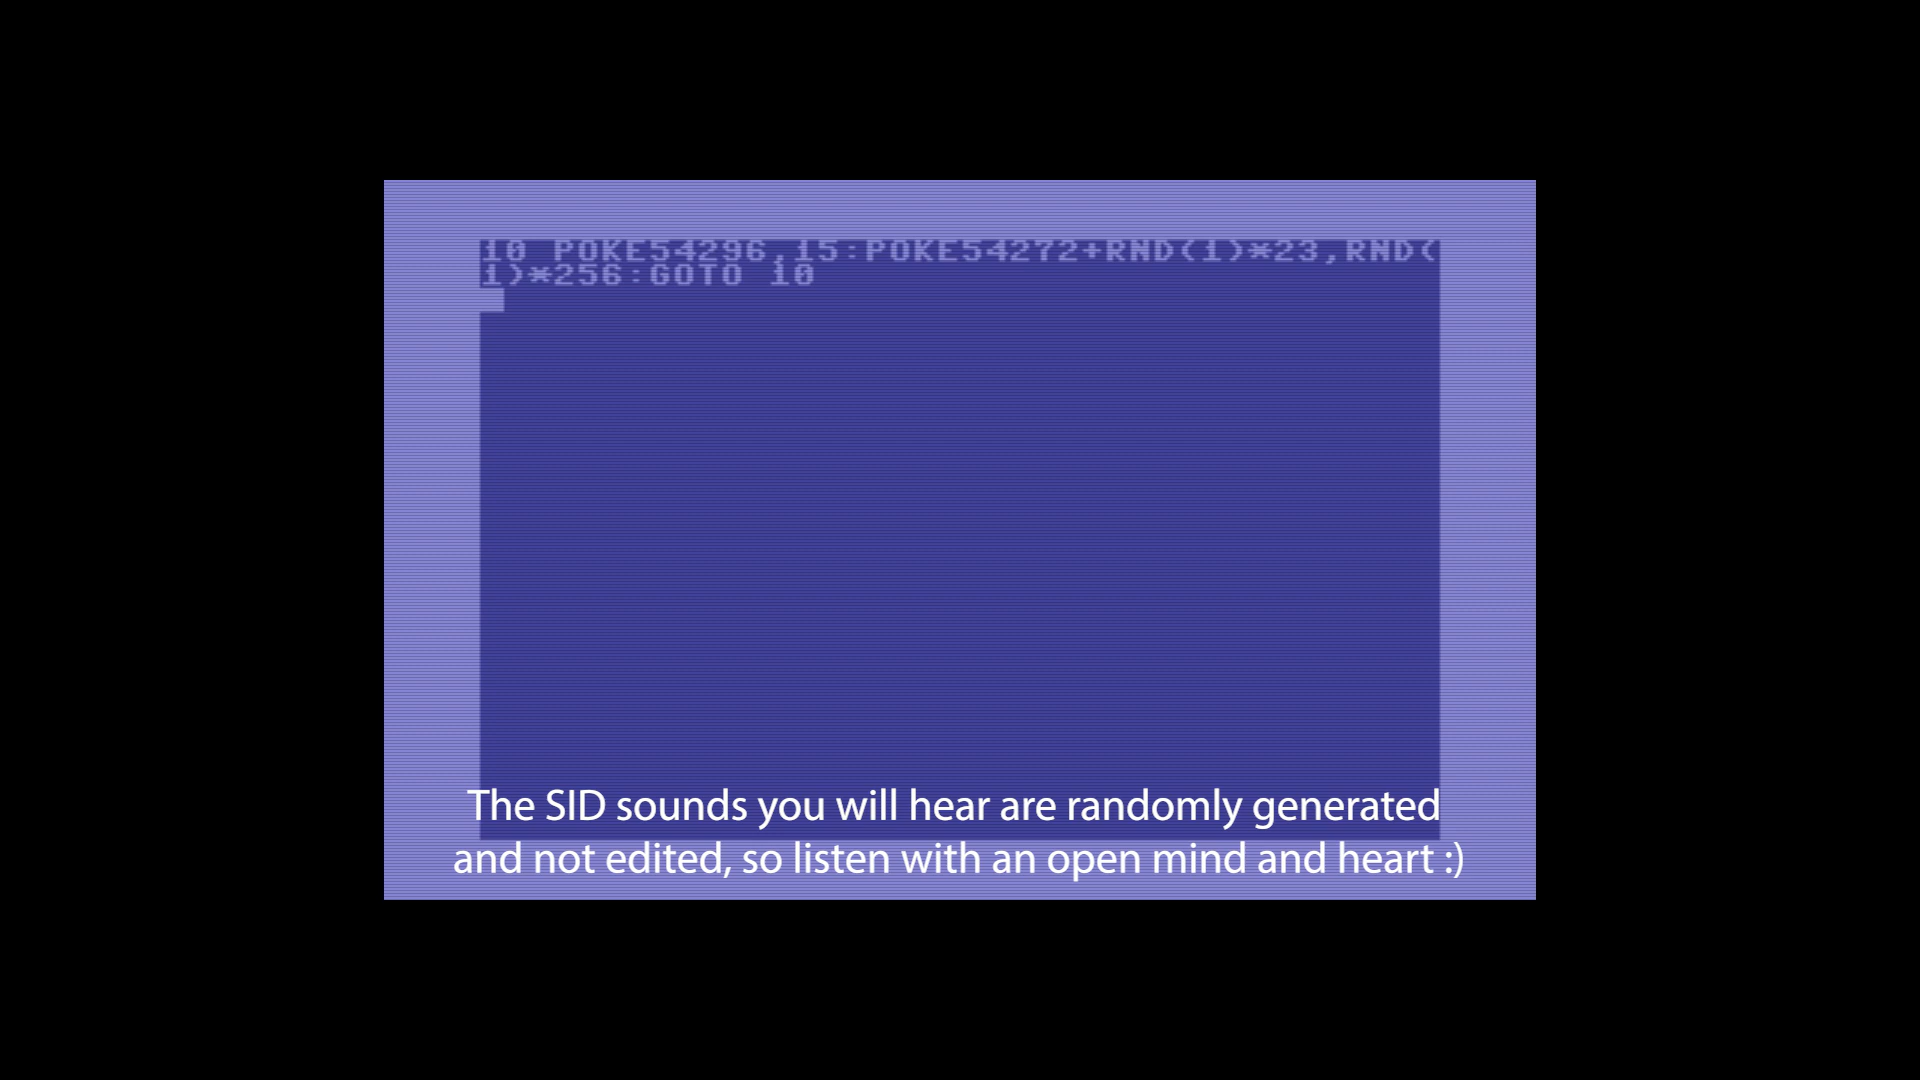 10 POKE54296,15:POKE54272+RND(1)*23,RND(
1)*256:GOTO 10
The SID sounds you will hear are randomly generated
and not edited, so listen with an open mind and heart :)